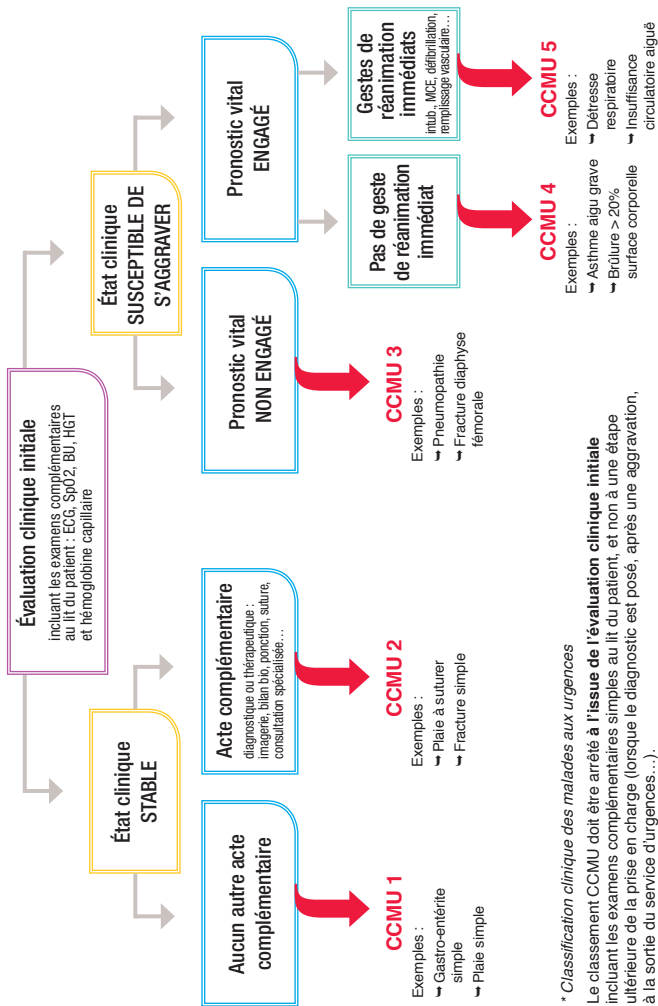 Évaluation clinique initiale
incluant les examens complémentaires
au lit du patient : ECG, SpO2, BU, HGT
et hémoglobine capillaire
État clinique
STABLE
État clinique
SUSCEPTIBLE DE
S'AGGRAVER
Aucun autre acte
complémentaire
Acte complémentaire
diagnostique ou thérapeutique :
imagerie, bilan bio, ponction, suture,
consultation spécialisée…
Pronostic vital
NON ENGAGÉ
Pronostic vital
ENGAGÉ
Pas de geste
de réanimation
immédiat
Gestes de
réanimation
immédiats
intub., MCE, défibrillation,
remplissage vasculaire…
CCMU 1
Exemples :
➥ Gastro-entérite
simple
➥ Plaie simple
CCMU 2
Exemples :
➥ Plaie à suturer
➥ Fracture simple
CCMU 3
Exemples :
➥ Pneumopathie
➥ Fracture diaphyse
fémorale
CCMU 4
Exemples :
➥ Asthme aigu grave
➥ Brûlure > 20%
surface corporelle
CCMU 5
Exemples :
➥ Détresse
respiratoire
➥ Insuffisance
circulatoire aiguë
* Classification clinique des malades aux urgences
Le classement CCMU doit être arrêté à l'issue de l'évaluation clinique initiale
incluant les examens complémentaires simples au lit du patient, et non à une étape
ultérieure de la prise en charge (lorsque le diagnostic est posé, après une aggravation,
à la sortie du service d'urgences…).